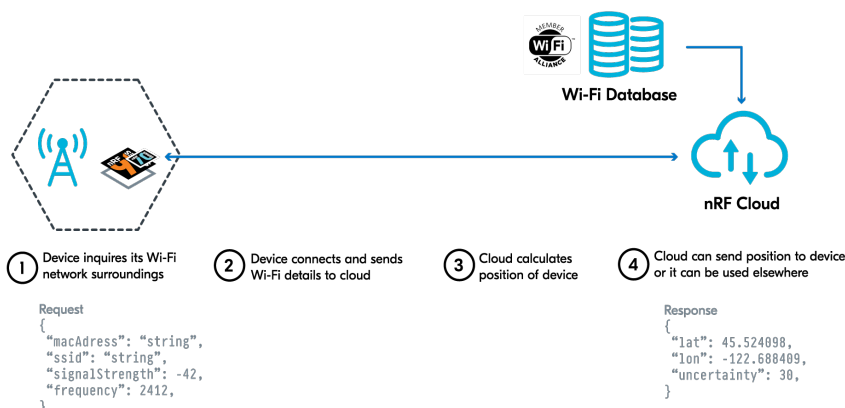 MEMBER
Wi Fi
ALLIANCE
Wi-Fi Database
nRF
nRF Cloud
1 Device inquires its Wi-Fi
network surroundings
2 Device connects and sends
Wi-Fi details to cloud
3 Cloud calculates
position of device
4 Cloud can send position to device
or it can be used elsewhere
Request
{
"macAdress": "string",
"ssid": "string",
"signalStrength": -42,
"frequency": 2412,
}
Response
{
"lat": 45.524098,
"lon": -122.688409,
"uncertainty": 30,
}